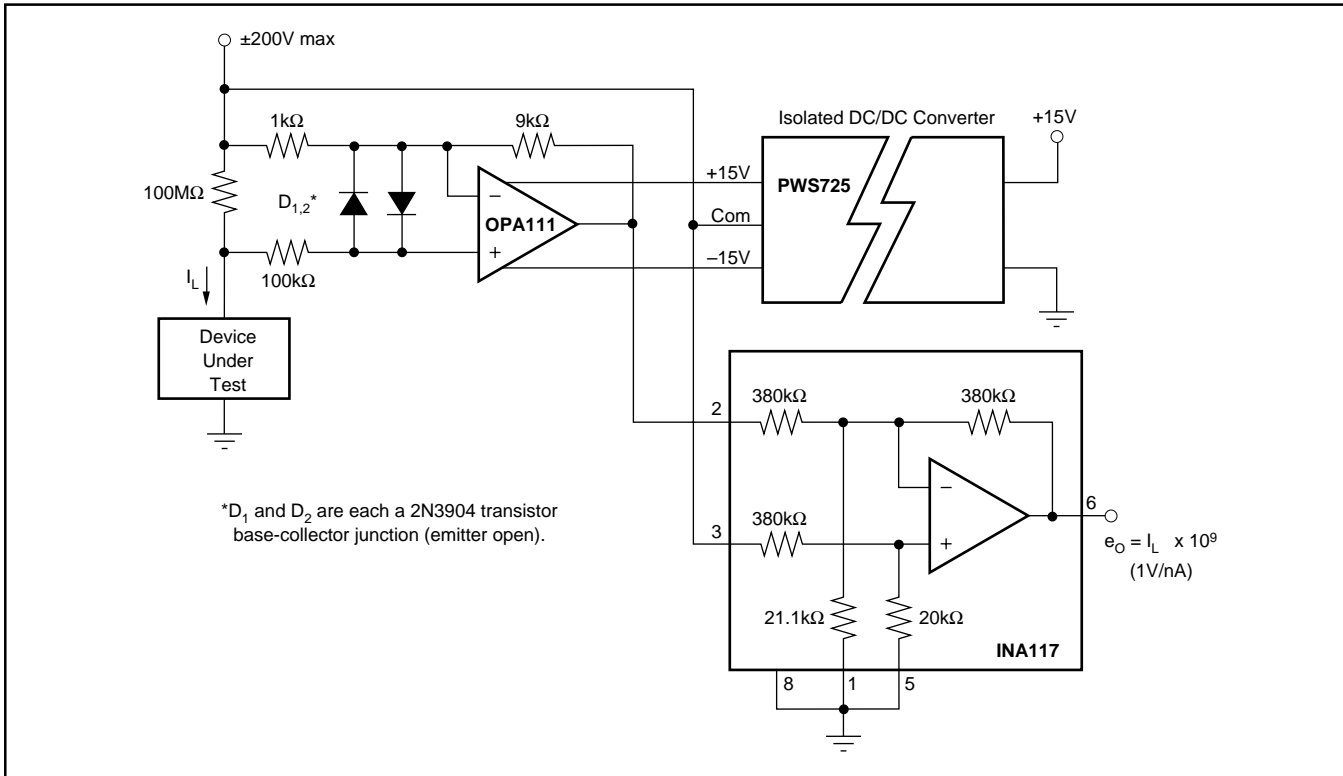 ±200V max
Isolated DC/DC Converter
+15V
1kΩ
9kΩ
+15V
PWS725
100MΩ
D1,2*
−
OPA111
Com
+
−15V
100kΩ
IL
Device
Under
Test
380kΩ
380kΩ
2
−
6
*D1 and D2 are each a 2N3904 transistor
base-collector junction (emitter open).
3
380kΩ
+
eO = IL x 10⁹
(1V/nA)
21.1kΩ
20kΩ
INA117
8
1
5